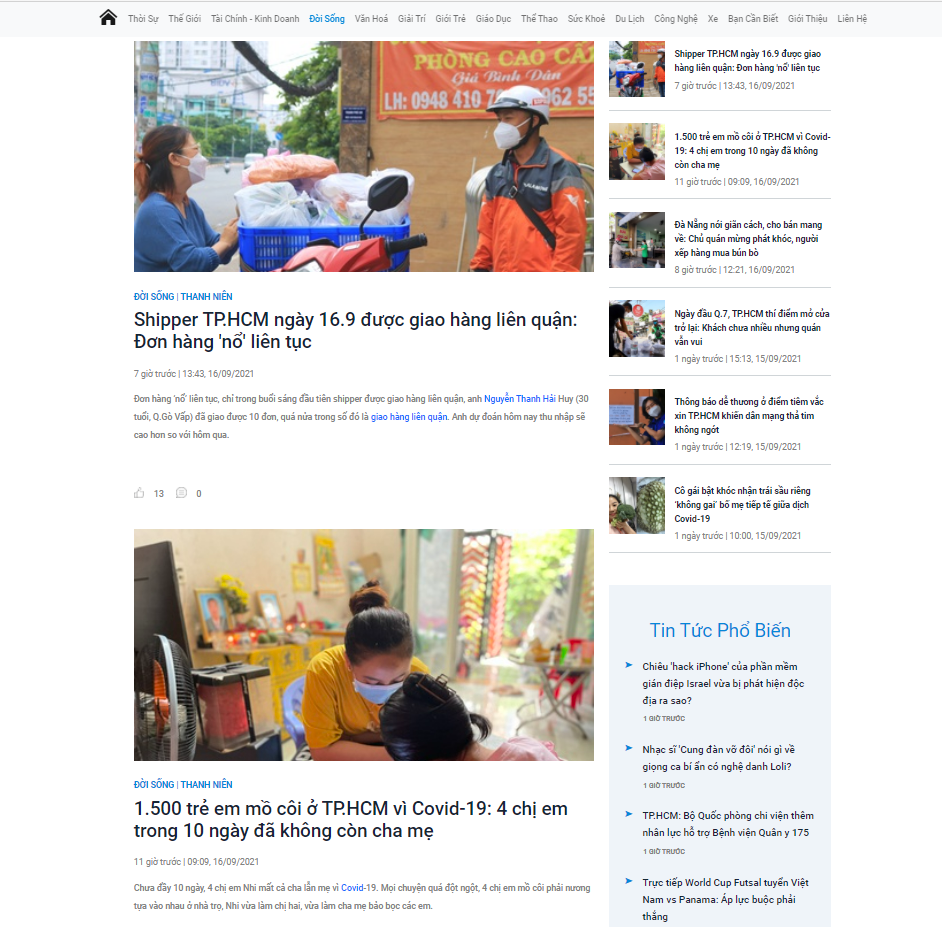 Thời Sự Thế Giới Tài Chính - Kinh Doanh Đời Sống Văn Hoá Giải Trí Giới Trẻ Giáo Dục Thể Thao Sức Khoẻ Du Lịch Công Nghệ Xe Bạn Cần Biết Giới Thiệu Liên Hệ
PHÒNG CAO CẤ
Giá Bình Dân
LH: 0948 410 7 962 55
ĐỜI SỐNG | THANH NIÊN
Shipper TP.HCM ngày 16.9 được giao hàng liên quận:
Đơn hàng 'nổ' liên tục
7 giờ trước | 13:43, 16/09/2021
Đơn hàng 'nổ' liên tục, chỉ trong buổi sáng đầu tiên shipper được giao hàng liên quận, anh Nguyễn Thanh Hải Huy (30
tuổi, Q.Gò Vấp) đã giao được 10 đơn, quá nửa trong số đó là giao hàng liên quận. Anh dự đoán hôm nay thu nhập sẽ
cao hơn so với hôm qua.
13 0
ĐỜI SỐNG | THANH NIÊN
1.500 trẻ em mồ côi ở TP.HCM vì Covid-19: 4 chị em
trong 10 ngày đã không còn cha mẹ
11 giờ trước | 09:09, 16/09/2021
Chưa đầy 10 ngày, 4 chị em Nhi mất cả cha lẫn mẹ vì Covid-19. Mọi chuyện quá đột ngột, 4 chị em mồ côi phải nương
tựa vào nhau ở nhà trọ, Nhi vừa làm chị hai, vừa làm cha mẹ bảo bọc các em.
Shipper TP.HCM ngày 16.9 được giao
hàng liên quận: Đơn hàng 'nổ' liên tục
7 giờ trước | 13:43, 16/09/2021
1.500 trẻ em mồ côi ở TP.HCM vì Covid-
19: 4 chị em trong 10 ngày đã không
còn cha mẹ
11 giờ trước | 09:09, 16/09/2021
Đà Nẵng nới giãn cách, cho bán mang
về: Chủ quán mừng phát khóc, người
xếp hàng mua bún bò
8 giờ trước | 12:21, 16/09/2021
Ngày đầu Q.7, TP.HCM thí điểm mở cửa
trở lại: Khách chưa nhiều nhưng quán
vẫn vui
1 ngày trước | 15:13, 15/09/2021
Thông báo dễ thương ở điểm tiêm vắc
xin TP.HCM khiến dân mạng thả tim
không ngớt
1 ngày trước | 12:19, 15/09/2021
Cô gái bật khóc nhận trái sầu riêng
'không gai' bố mẹ tiếp tế giữa dịch
Covid-19
1 ngày trước | 10:00, 15/09/2021
Tin Tức Phổ Biến
Chiêu 'hack iPhone' của phần mềm
gián điệp Israel vừa bị phát hiện độc
địa ra sao?
1 GIỜ TRƯỚC
Nhạc sĩ 'Cung đàn vỡ đôi' nói gì về
giọng ca bí ẩn có nghệ danh Loli?
1 GIỜ TRƯỚC
TP.HCM: Bộ Quốc phòng chi viện thêm
nhân lực hỗ trợ Bệnh viện Quân y 175
1 GIỜ TRƯỚC
Trực tiếp World Cup Futsal tuyển Việt
Nam vs Panama: Áp lực buộc phải
thắng